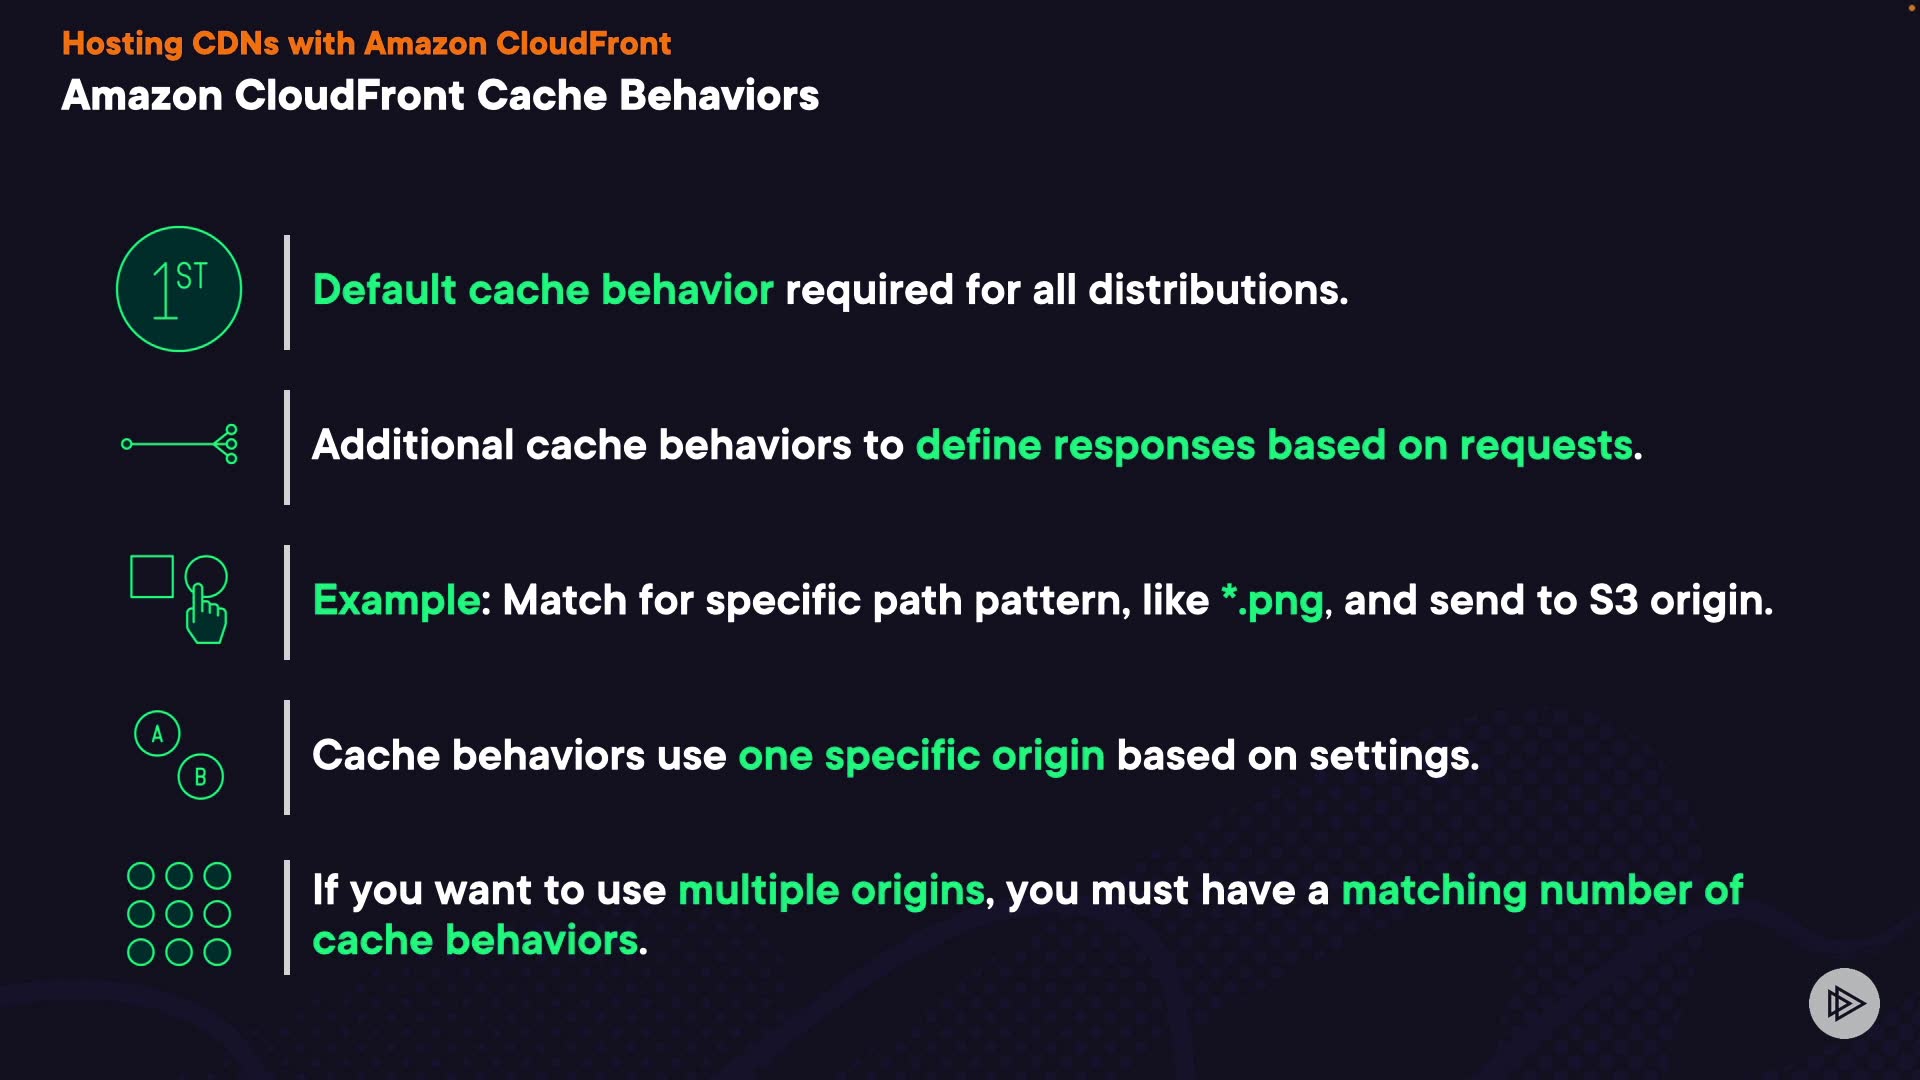 Hosting CDNs with Amazon CloudFront
Amazon CloudFront Cache Behaviors
1ST
Default cache behavior required for all distributions.
Additional cache behaviors to define responses based on requests.
Example: Match for specific path pattern, like *.png, and send to S3 origin.
A
B
Cache behaviors use one specific origin based on settings.
If you want to use multiple origins, you must have a matching number of
cache behaviors.